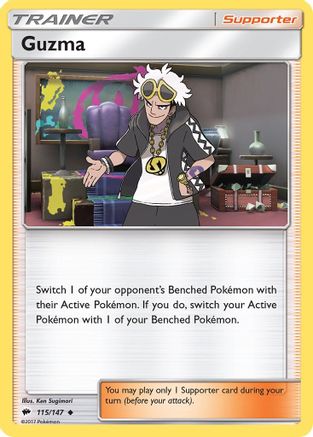 TRAINER
Supporter
Guzma
Switch 1 of your opponent's Benched Pokémon with
their Active Pokémon. If you do, switch your Active
Pokémon with 1 of your Benched Pokémon.
Illus. Ken Sugimori
115/147 ◆
©2017 Pokémon
You may play only 1 Supporter card during your
turn (before your attack).